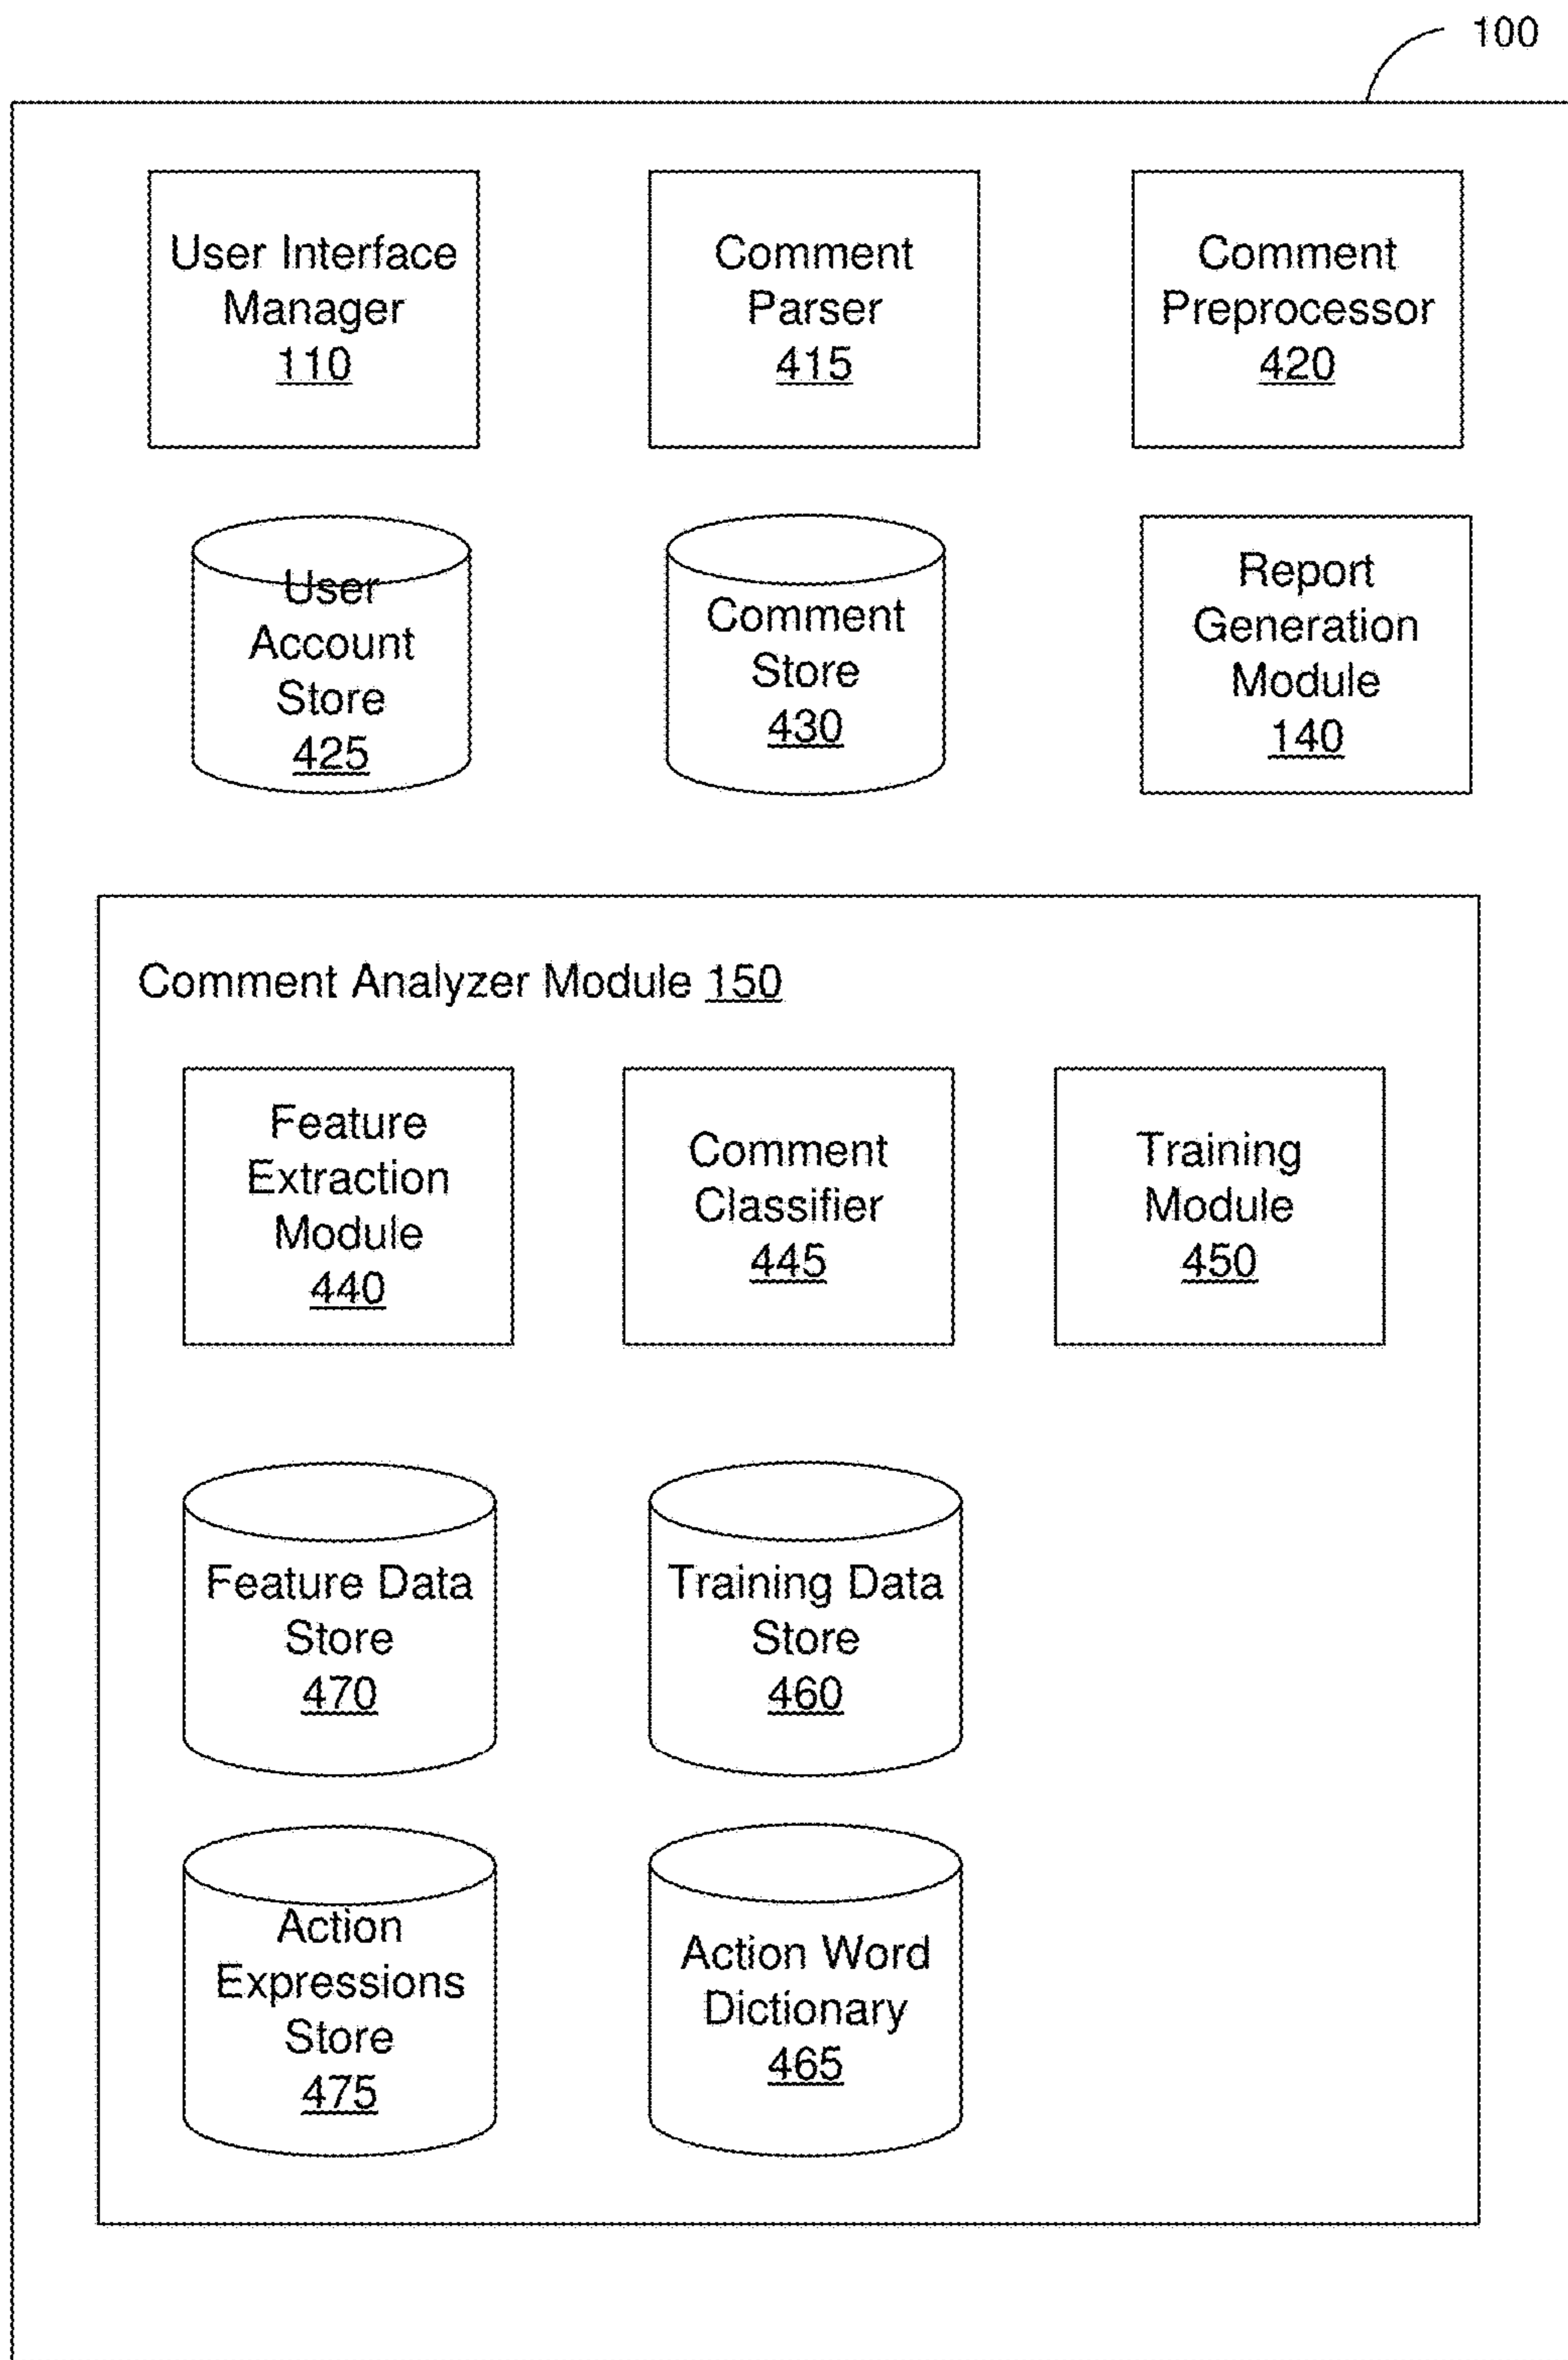 100
User Interface
Manager
110
Comment
Parser
415
Comment
Preprocessor
420
User
Account
Store
425
Comment
Store
430
Report
Generation
Module
140
Comment Analyzer Module 150
Feature
Extraction
Module
440
Comment
Classifier
445
Training
Module
450
Feature Data
Store
470
Training Data
Store
460
Action
Expressions
Store
475
Action Word
Dictionary
465